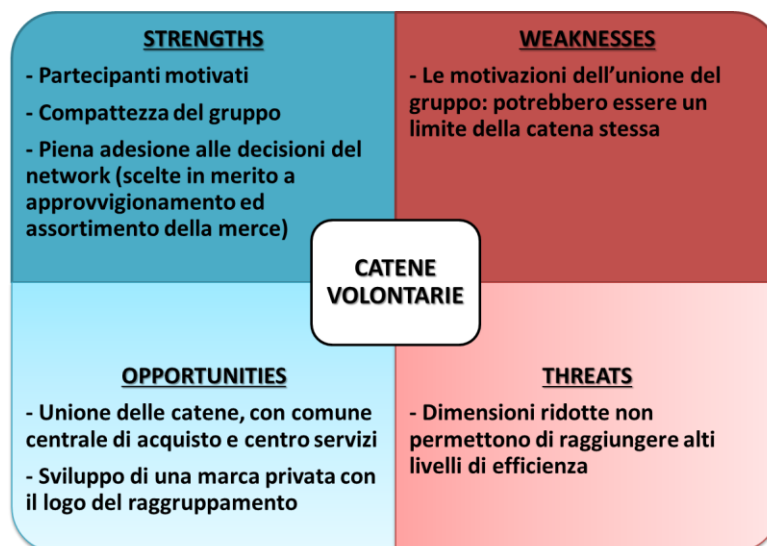 STRENGTHS
- Partecipanti motivati
- Compattezza del gruppo
- Piena adesione alle decisioni del
network (scelte in merito a
approvvigionamento ed
assortimento della merce)
WEAKNESSES
- Le motivazioni dell'unione del
gruppo: potrebbero essere un
limite della catena stessa
CATENE
VOLONTARIE
OPPORTUNITIES
- Unione delle catene, con comune
centrale di acquisto e centro servizi
- Sviluppo di una marca privata con
il logo del raggruppamento
THREATS
- Dimensioni ridotte non
permettono di raggiungere alti
livelli di efficienza